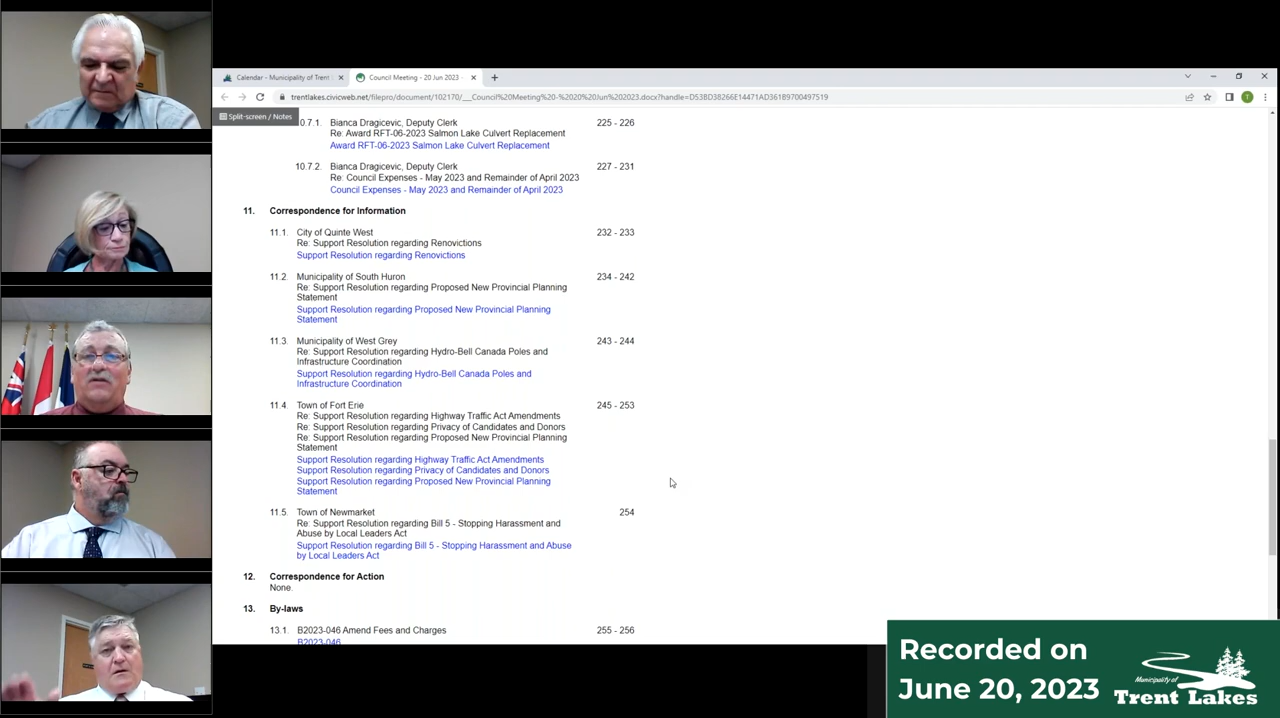 Calendar - Municipality of Trent
Council Meeting - 20 Jun 2023
trentlakes.civicweb.net/filepro/document/102170/__Council%20Meeting%20-%2020%20Jun%202023.docx?handle=D53BD38266E14471AD361B9700497519
T
Split-screen / Notes
0.7.1. Bianca Dragicevic, Deputy Clerk 225 - 226
Re: Award RFT-06-2023 Salmon Lake Culvert Replacement
Award RFT-06-2023 Salmon Lake Culvert Replacement
10.7.2. Bianca Dragicevic, Deputy Clerk 227 - 231
Re: Council Expenses - May 2023 and Remainder of April 2023
Council Expenses - May 2023 and Remainder of April 2023
11. Correspondence for Information
11.1. City of Quinte West 232 - 233
Re: Support Resolution regarding Renovictions
Support Resolution regarding Renovictions
11.2. Municipality of South Huron 234 - 242
Re: Support Resolution regarding Proposed New Provincial Planning
Statement
Support Resolution regarding Proposed New Provincial Planning
Statement
11.3. Municipality of West Grey 243 - 244
Re: Support Resolution regarding Hydro-Bell Canada Poles and
Infrastructure Coordination
Support Resolution regarding Hydro-Bell Canada Poles and
Infrastructure Coordination
11.4. Town of Fort Erie 245 - 253
Re: Support Resolution regarding Highway Traffic Act Amendments
Re: Support Resolution regarding Privacy of Candidates and Donors
Re: Support Resolution regarding Proposed New Provincial Planning
Statement
Support Resolution regarding Highway Traffic Act Amendments
Support Resolution regarding Privacy of Candidates and Donors
Support Resolution regarding Proposed New Provincial Planning
Statement
11.5. Town of Newmarket 254
Re: Support Resolution regarding Bill 5 - Stopping Harassment and
Abuse by Local Leaders Act
Support Resolution regarding Bill 5 - Stopping Harassment and Abuse
by Local Leaders Act
12. Correspondence for Action
None.
13. By-laws
13.1. B2023-046 Amend Fees and Charges 255 - 256
B2023-046
Recorded on
June 20, 2023
Municipality of
Trent Lakes